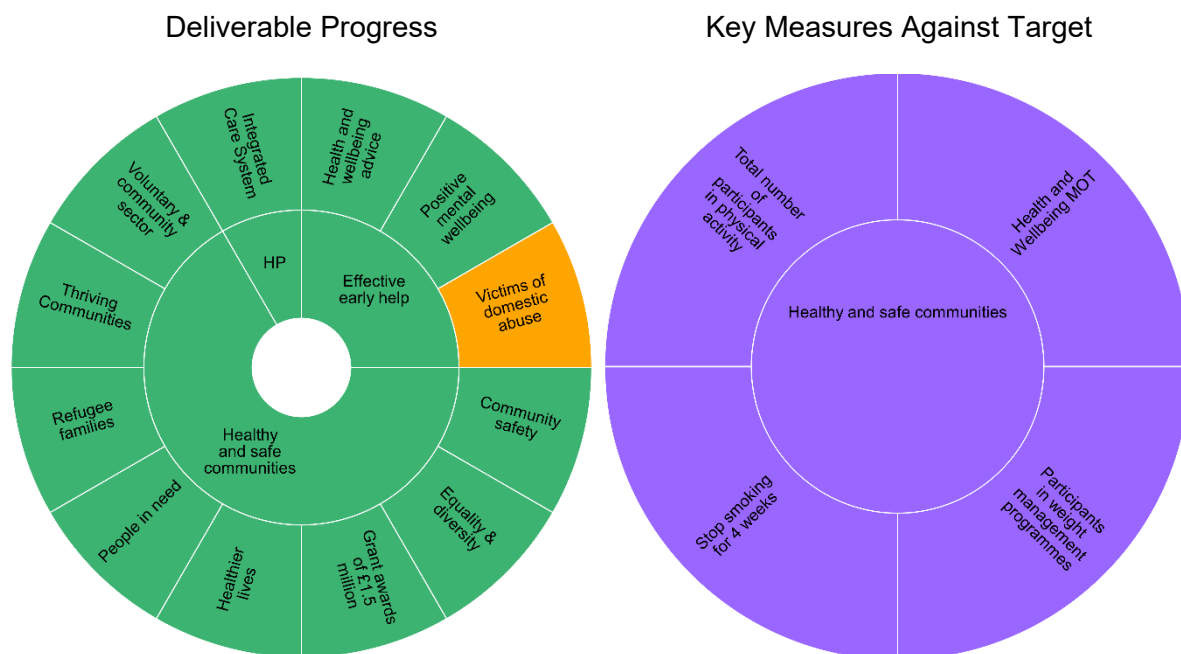 Deliverable Progress
Key Measures Against Target
Integrated
Care System
Health and
wellbeing
advice
Positive
mental
wellbeing
Victims of
domestic
abuse
Community
safety
Equality &
diversity
Grant awards
of £1.5
million
Healthier
lives
People in need
Refugee
families
Thriving
Communities
Voluntary &
community
sector
HP
Effective
early help
Healthy
and safe
communities
Total number
of
participants
in physical
activity
Health and
Wellbeing MOT
Healthy and safe communities
Stop smoking
for 4 weeks
Participants
in weight
management
programmes